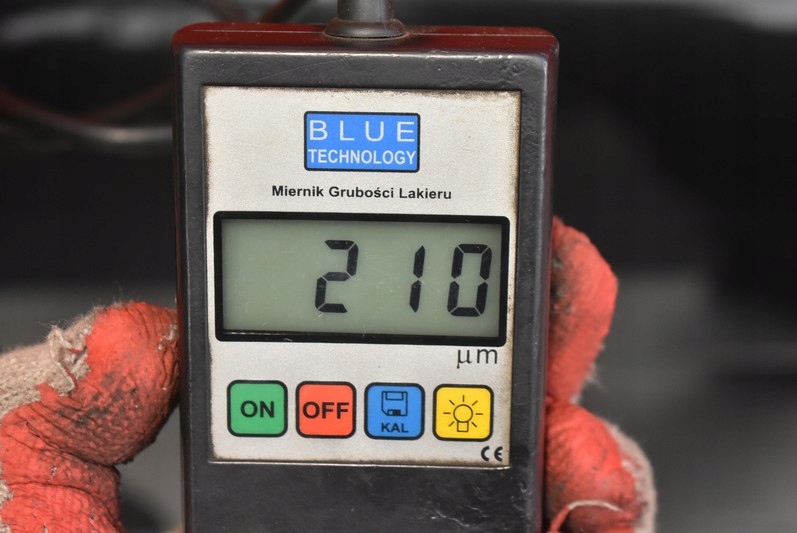 BLUE
TECHNOLOGY
Miernik Grubości Lakieru
210
μm
ON OFF KAL
CE